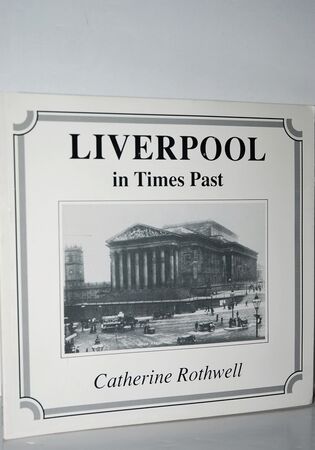 LIVERPOOL
in Times Past
Catherine Rothwell